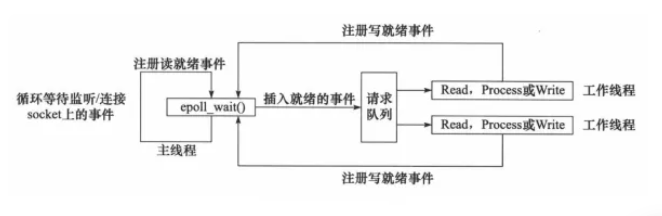 注册写就绪事件
注册读就绪事件
循环等待监听/连接
socket上的事件
epoll_wait()
插入就绪的事件
请求
队列
Read，Process或Write
工作线程
Read，Process或Write
工作线程
主线程
注册写就绪事件